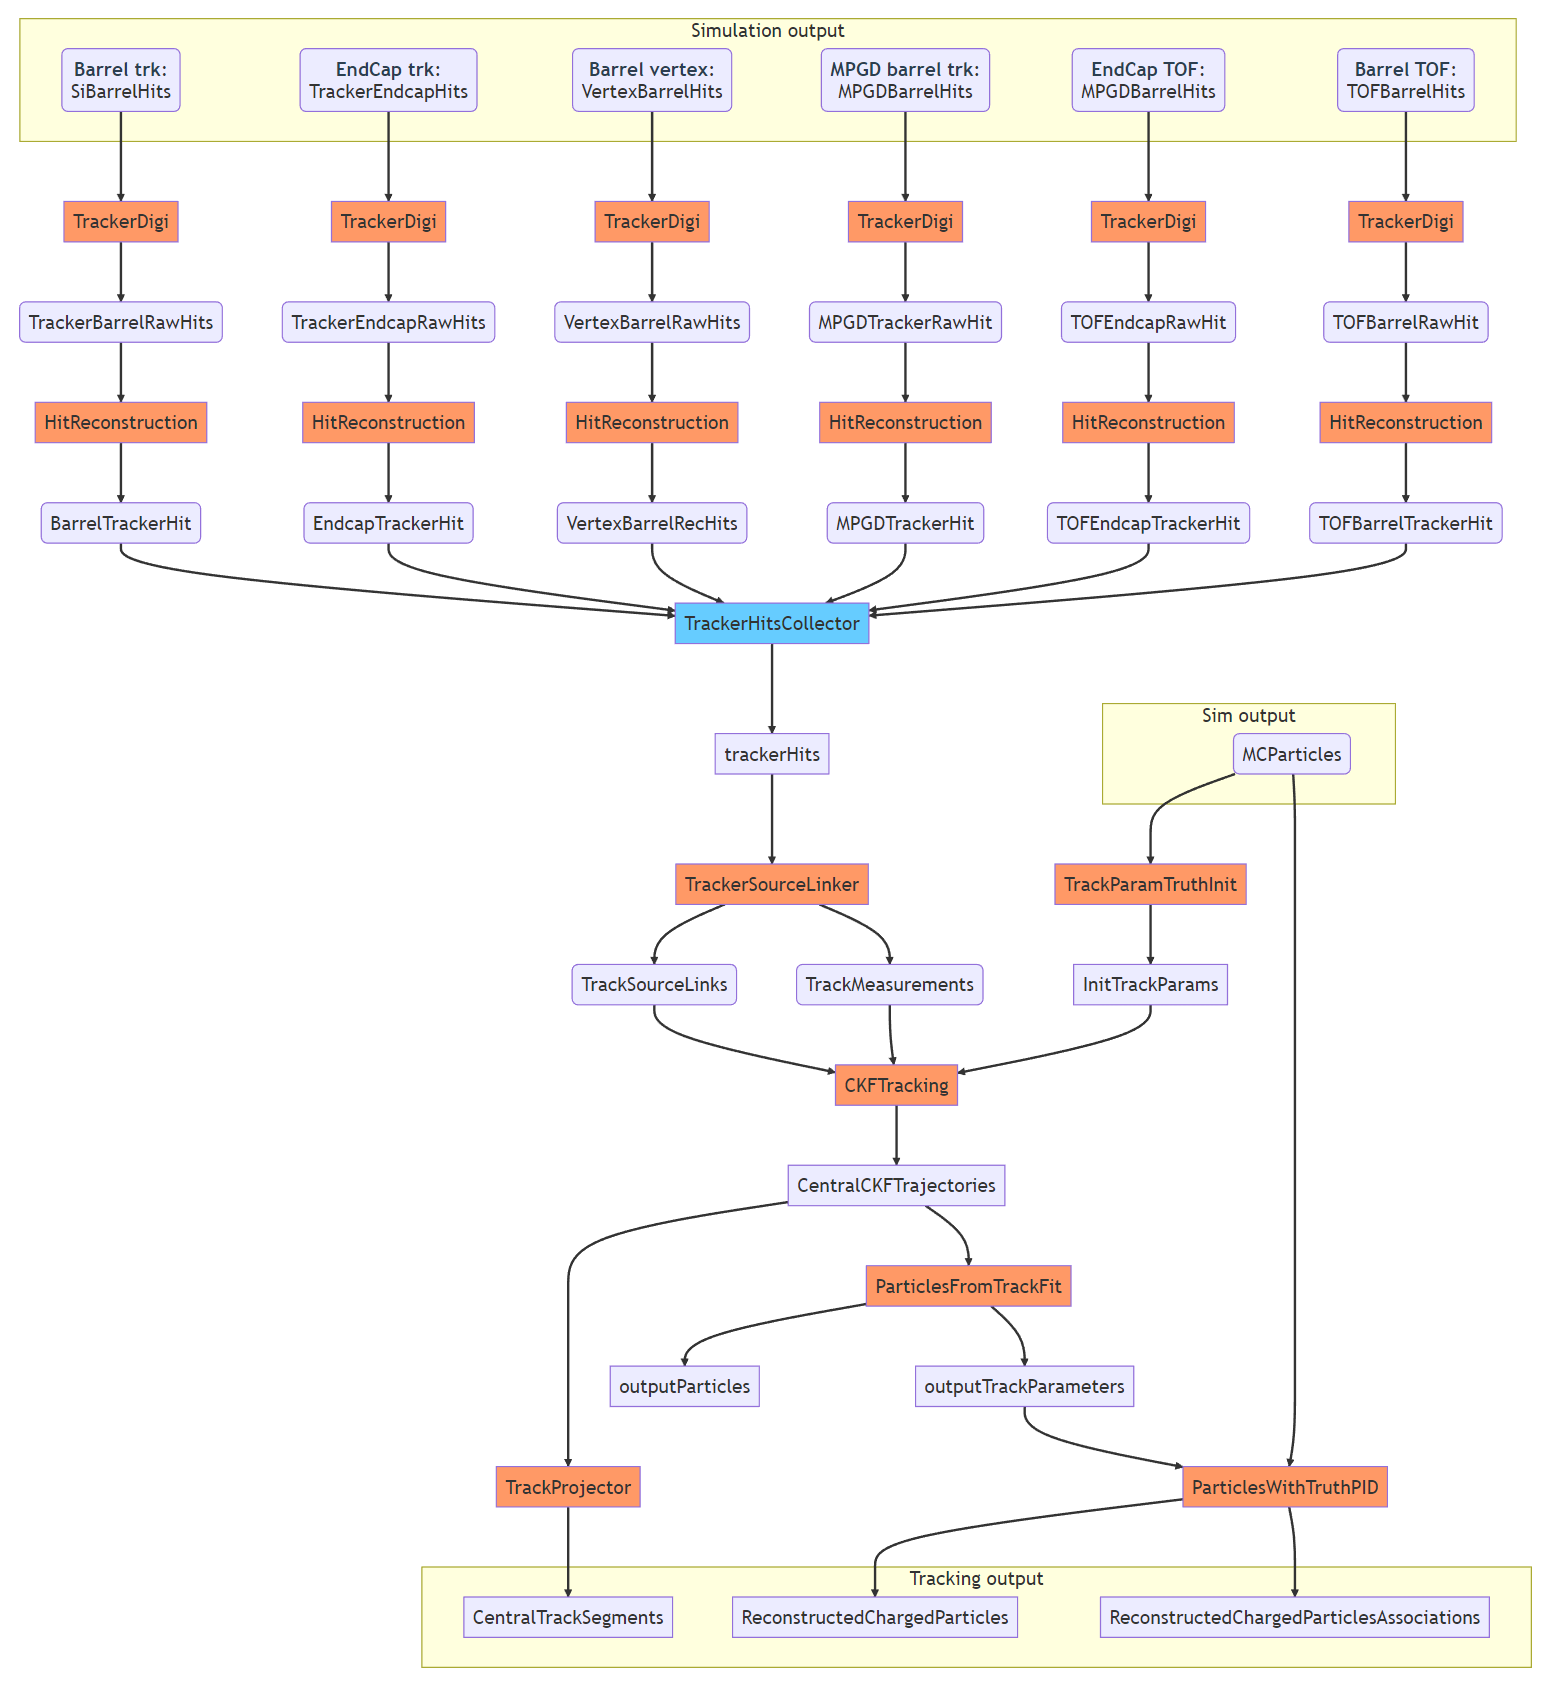 Simulation output
Barrel trk:
SiBarrelHits
EndCap trk:
TrackerEndcapHits
Barrel vertex:
VertexBarrelHits
MPGD barrel trk:
MPGDBarrelHits
EndCap TOF:
MPGDBarrelHits
Barrel TOF:
TOFBarrelHits
TrackerDigi
TrackerDigi
TrackerDigi
TrackerDigi
TrackerDigi
TrackerDigi
TrackerBarrelRawHits
TrackerEndcapRawHits
VertexBarrelRawHits
MPGDTrackerRawHit
TOFEndcapRawHit
TOFBarrelRawHit
HitReconstruction
HitReconstruction
HitReconstruction
HitReconstruction
HitReconstruction
HitReconstruction
BarrelTrackerHit
EndcapTrackerHit
VertexBarrelRecHits
MPGDTrackerHit
TOFEndcapTrackerHit
TOFBarrelTrackerHit
TrackerHitsCollector
Sim output
trackerHits
MCParticles
TrackerSourceLinker
TrackParamTruthInit
TrackSourceLinks
TrackMeasurements
InitTrackParams
CKFTracking
CentralCKFTrajectories
ParticlesFromTrackFit
outputParticles
outputTrackParameters
TrackProjector
ParticlesWithTruthPID
Tracking output
CentralTrackSegments
ReconstructedChargedParticles
ReconstructedChargedParticlesAssociations